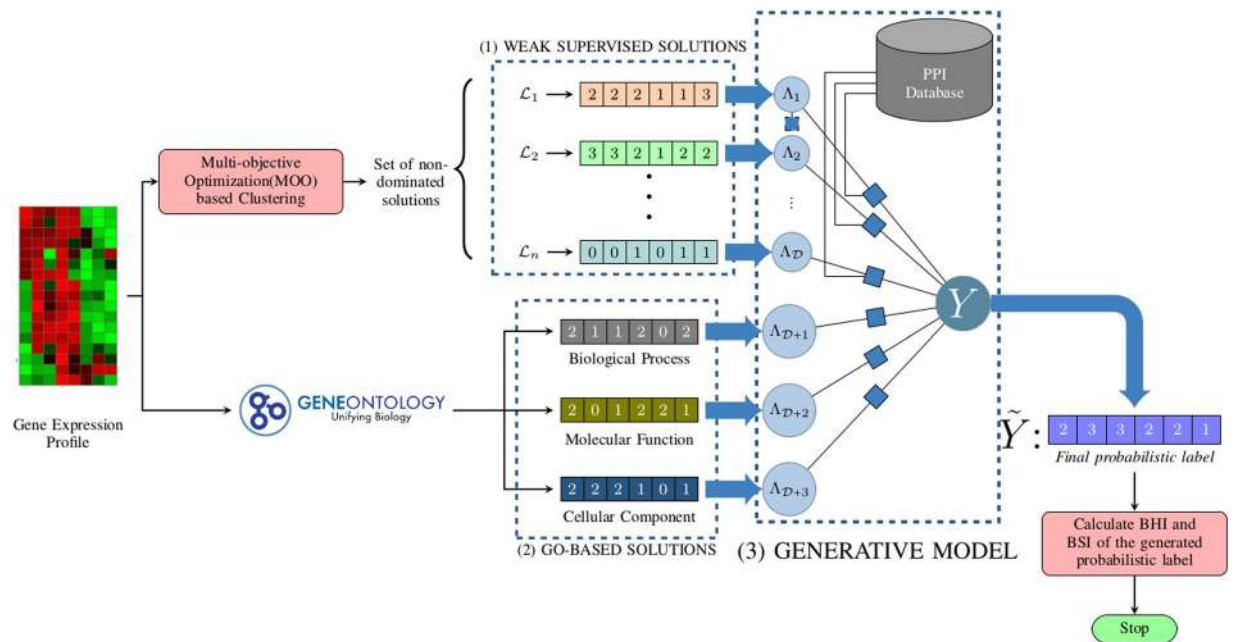 (1) WEAK SUPERVISED SOLUTIONS
PPI
Database
ℒ₁
2 2 2 1 1 3
Λ₁
ℒ₂
3 3 2 1 2 2
Λ₂
Multi-objective
Optimization(MOO)
based Clustering
Set of non-
dominated
solutions
ℒₙ
0 0 1 0 1 1
Λ_𝒟
Y
2 1 1 2 0 2
Biological Process
Λ_𝒟+1
GENEONTOLOGY
Unifying Biology
2 0 1 2 2 1
Molecular Function
Λ_𝒟+2
Gene Expression
Profile
2 2 2 1 0 1
Cellular Component
Λ_𝒟+3
(2) GO-BASED SOLUTIONS
(3) GENERATIVE MODEL
Ỹ: 2 3 3 2 2 1
Final probabilistic label
Calculate BHI and
BSI of the generated
probabilistic label
Stop